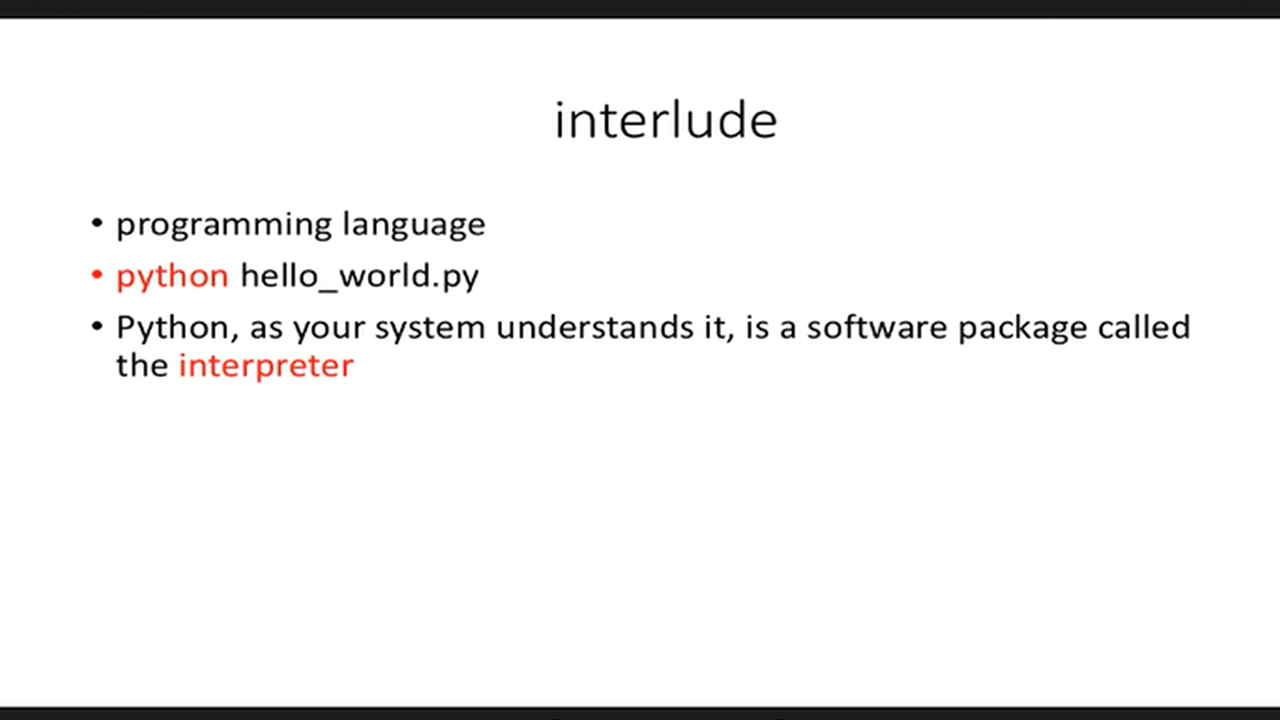 interlude
• programming language
• python hello_world.py
• Python, as your system understands it, is a software package called
the interpreter